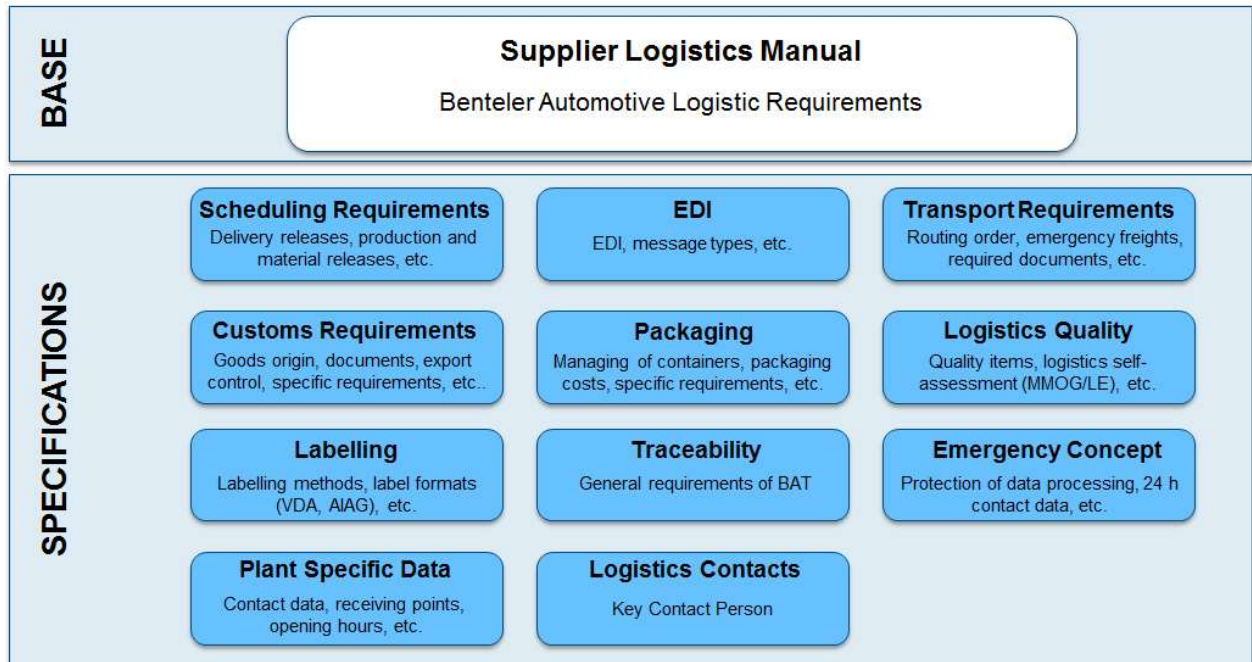 BASE
Supplier Logistics Manual
Benteler Automotive Logistic Requirements
SPECIFICATIONS
Scheduling Requirements
Delivery releases, production and
material releases, etc.
EDI
EDI, message types, etc.
Transport Requirements
Routing order, emergency freights,
required documents, etc.
Customs Requirements
Goods origin, documents, export
control, specific requirements, etc..
Packaging
Managing of containers, packaging
costs, specific requirements, etc.
Logistics Quality
Quality items, logistics self-
assessment (MMOG/LE), etc.
Labelling
Labelling methods, label formats
(VDA, AIAG), etc.
Traceability
General requirements of BAT
Emergency Concept
Protection of data processing, 24 h
contact data, etc.
Plant Specific Data
Contact data, receiving points,
opening hours, etc.
Logistics Contacts
Key Contact Person